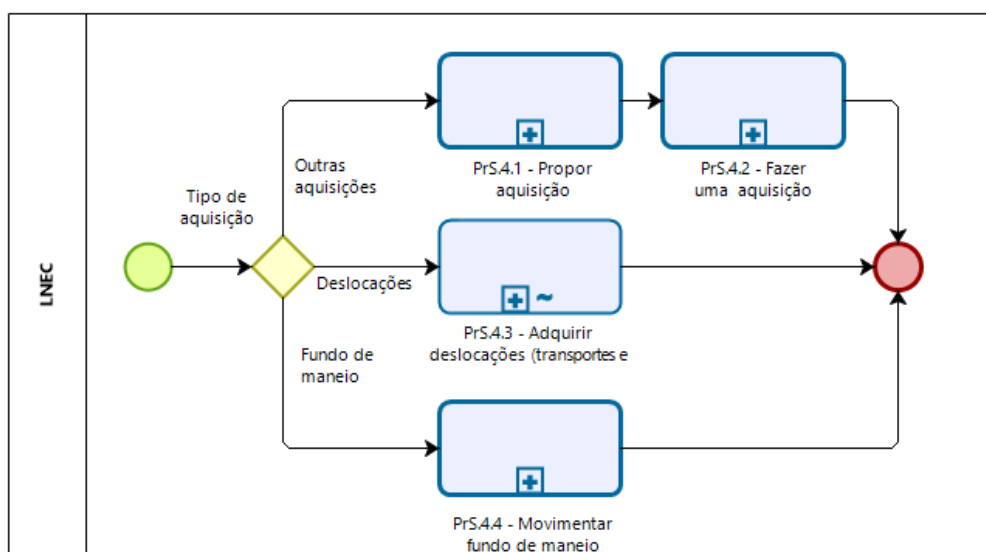 LNEC
Tipo de
aquisição
Outras
aquisições
Deslocações
Fundo de
maneio
PrS.4.1 - Propor
aquisição
PrS.4.2 - Fazer
uma aquisição
PrS.4.3 - Adquirir
deslocações (transportes e
PrS.4.4 - Movimentar
fundo de maneio